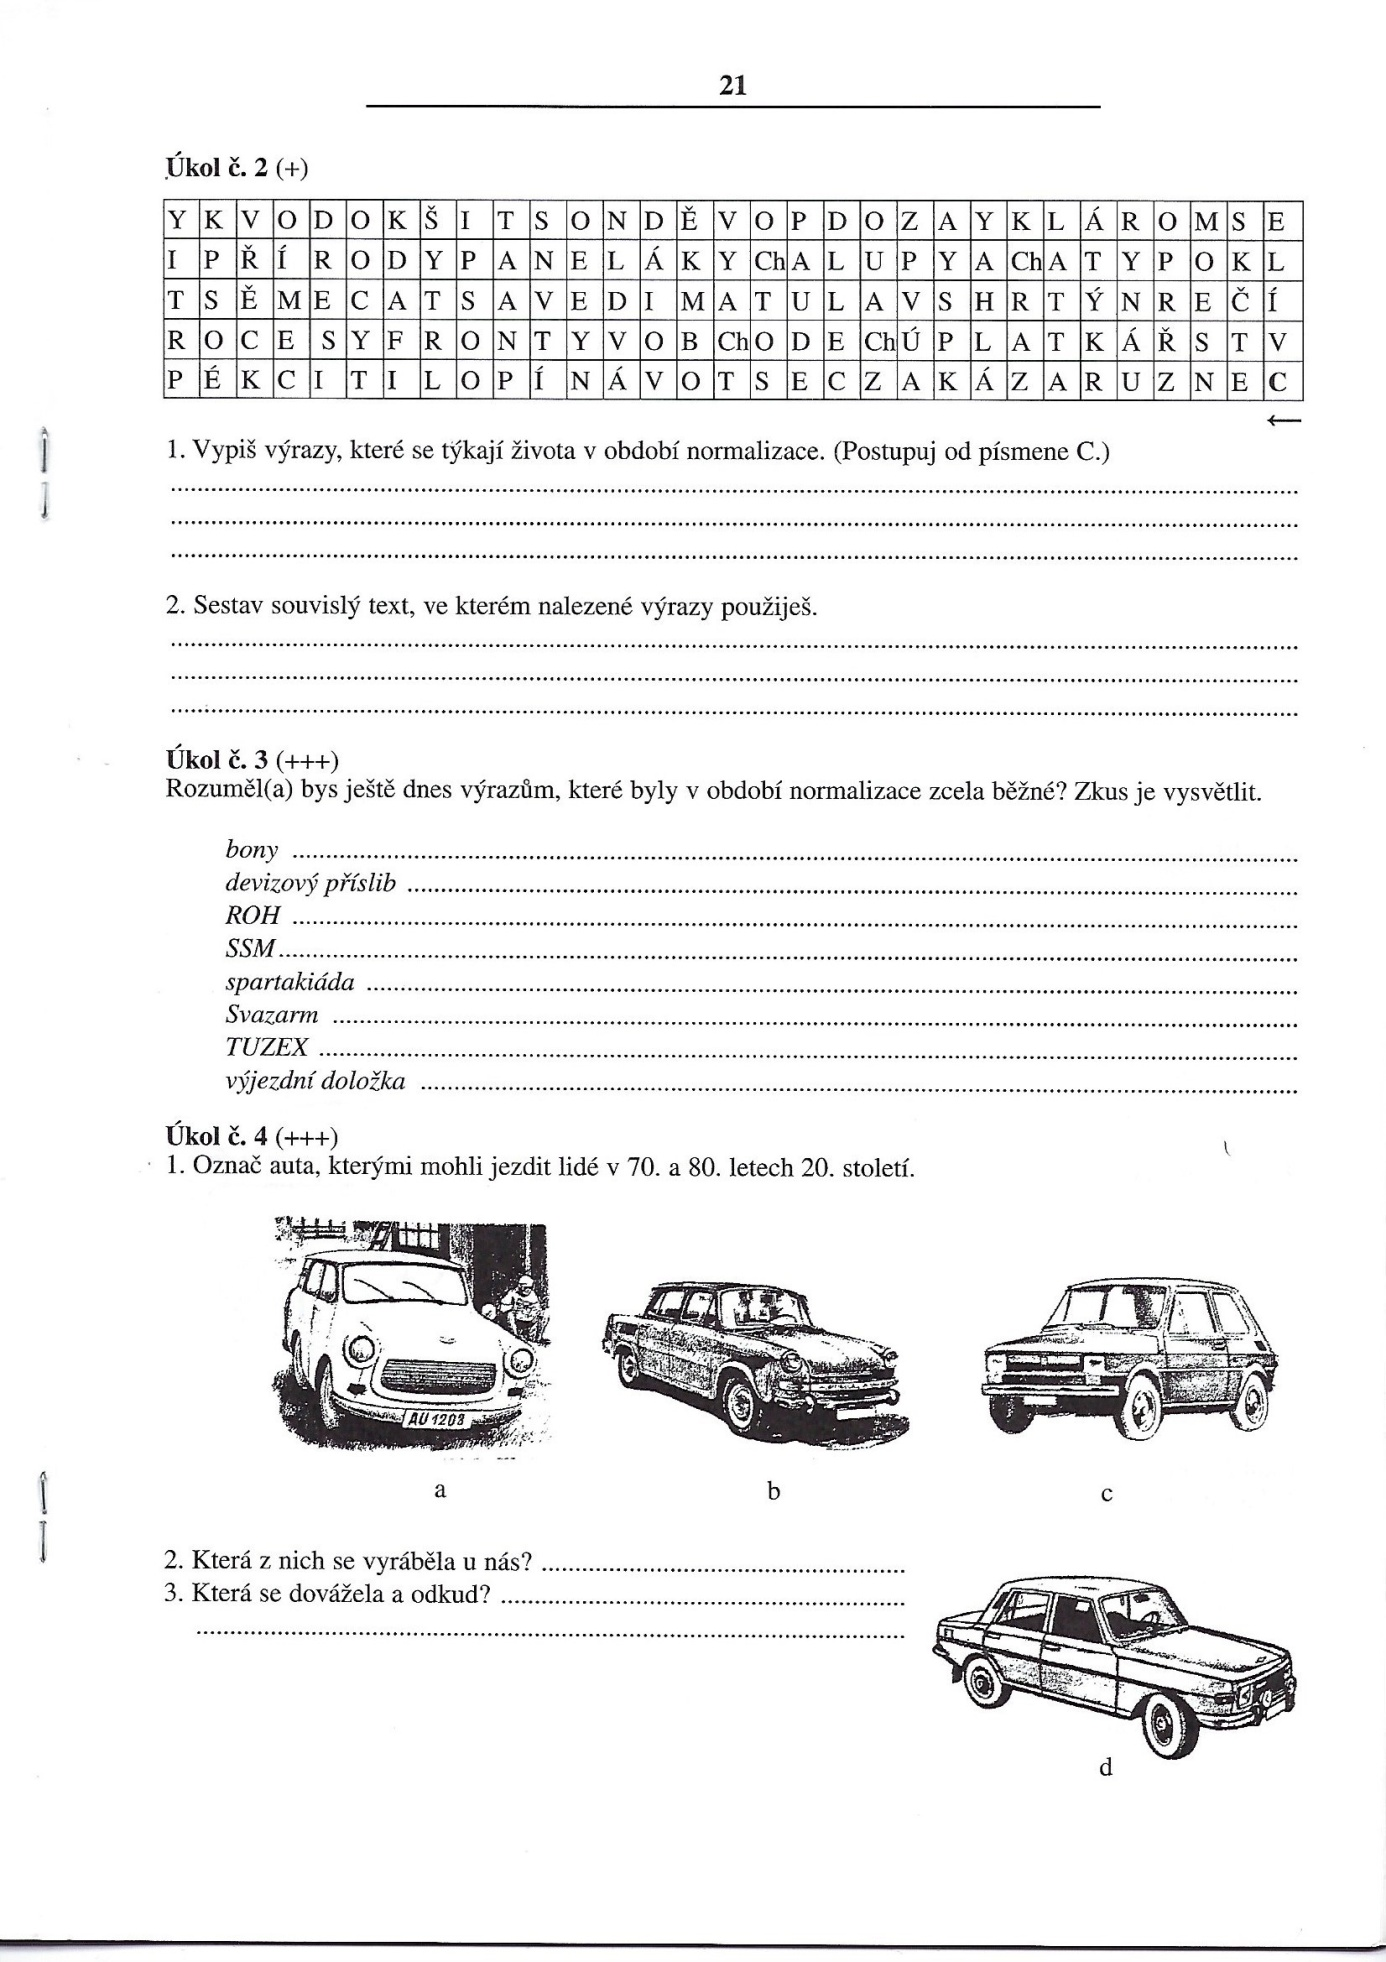 21
Úkol č. 2 (+)
Y K V O D O K Š I T S O N D Ě V O P D O Z A Y K L Á R O M S E
I P Ř Í R O D Y P A N E L Á K Y Ch A L U P Y A Ch A T Y P O K L
T S Ě M E C A T S A V E D I M A T U L A V S H R T Ý N R E Č Í
R O C E S Y F R O N T Y V O B Ch O D E Ch Ú P L A T K Á Ř S T V
P É K C I T I L O P Í N Á V O T S E C Z A K Á Z A R U Z N E C
←
1. Vypiš výrazy, které se týkají života v období normalizace. (Postupuj od písmene C.)
2. Sestav souvislý text, ve kterém nalezené výrazy použiješ.
Úkol č. 3 (+++)
Rozuměl(a) bys ještě dnes výrazům, které byly v období normalizace zcela běžné? Zkus je vysvětlit.
bony
devizový příslib
ROH
SSM
spartakiáda
Svazarm
TUZEX
výjezdní doložka
Úkol č. 4 (+++)
1. Označ auta, kterými mohli jezdit lidé v 70. a 80. letech 20. století.
AU 1203
a
b
c
2. Která z nich se vyráběla u nás?
3. Která se dovážela a odkud?
d